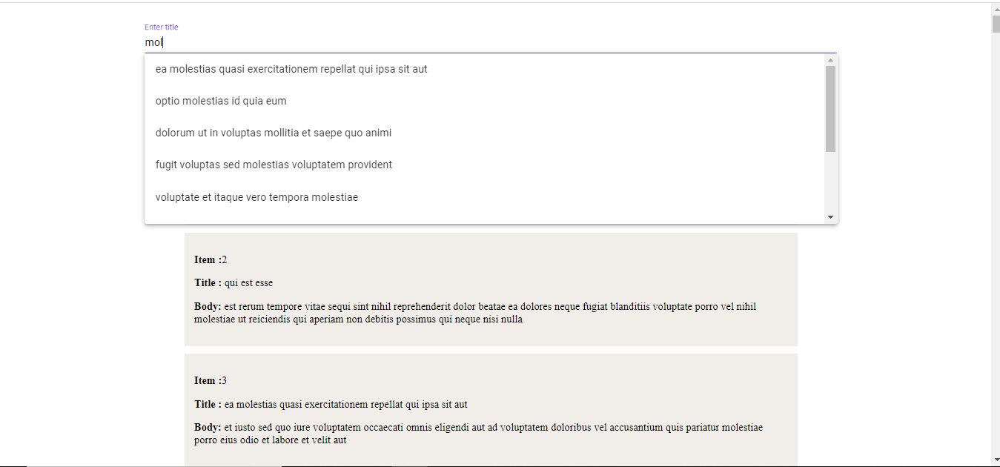 Enter title
mol
ea molestias quasi exercitationem repellat qui ipsa sit aut
optio molestias id quia eum
dolorum ut in voluptas mollitia et saepe quo animi
fugit voluptas sed molestias voluptatem provident
voluptate et itaque vero tempora molestiae
Item :2
Title : qui est esse
Body: est rerum tempore vitae sequi sint nihil reprehenderit dolor beatae ea dolores neque fugiat blanditiis voluptate porro vel nihil
molestiae ut reiciendis qui aperiam non debitis possimus qui neque nisi nulla
Item :3
Title : ea molestias quasi exercitationem repellat qui ipsa sit aut
Body: et iusto sed quo iure voluptatem occaecati omnis eligendi aut ad voluptatem doloribus vel accusantium quis pariatur molestiae
porro eius odio et labore et velit aut